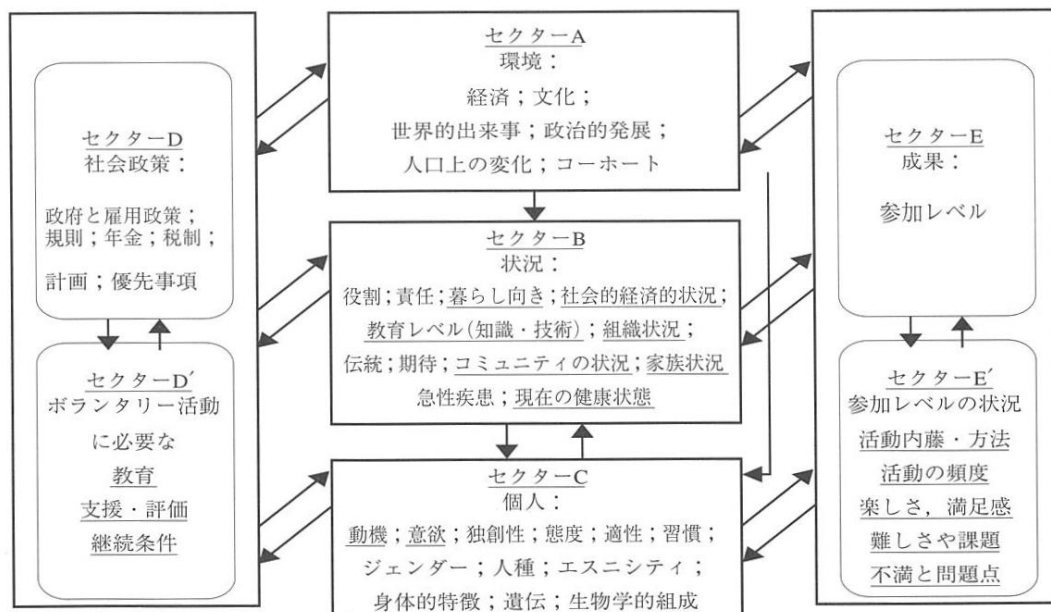 セクターA
環境：
経済；文化；
世界的出来事；政治的発展；
人口上の変化；コーホート
セクターD
社会政策：
政府と雇用政策；
規則；年金；税制；
計画；優先事項
セクターE
成果：
参加レベル
セクターB
状況：
役割；責任；暮らし向き；社会的経済的状況；
教育レベル（知識・技術）；組織状況；
伝統；期待；コミュニティの状況；家族状況
急性疾患；現在の健康状態
セクターD′
ボランタリー活動
に必要な
教育
支援・評価
継続条件
セクターE′
参加レベルの状況
活動内藤・方法
活動の頻度
楽しさ，満足感
難しさや課題
不満と問題点
セクターC
個人：
動機；意欲；独創性；態度；適性；習慣；
ジェンダー；人種；エスニシティ；
身体的特徴；遺伝；生物学的組成